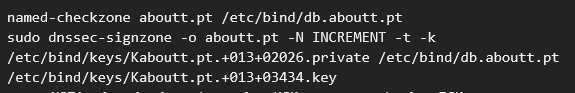 named-checkzone aboutt.pt /etc/bind/db.aboutt.pt
sudo dnssec-signzone -o aboutt.pt -N INCREMENT -t -k
/etc/bind/keys/Kaboutt.pt.+013+02026.private /etc/bind/db.aboutt.pt
/etc/bind/keys/Kaboutt.pt.+013+03434.key